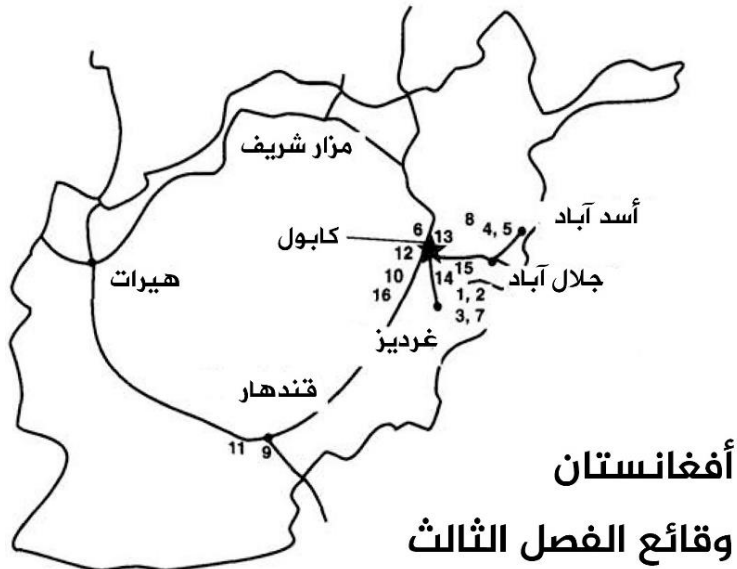 مزار شريف
أسد آباد
8
4, 5
6
13
كابول
12
15
جلال آباد
هيرات
10
14
1, 2
16
3, 7
غرديز
قندهار
11
9
أفغانستان
وقائع الفصل الثالث